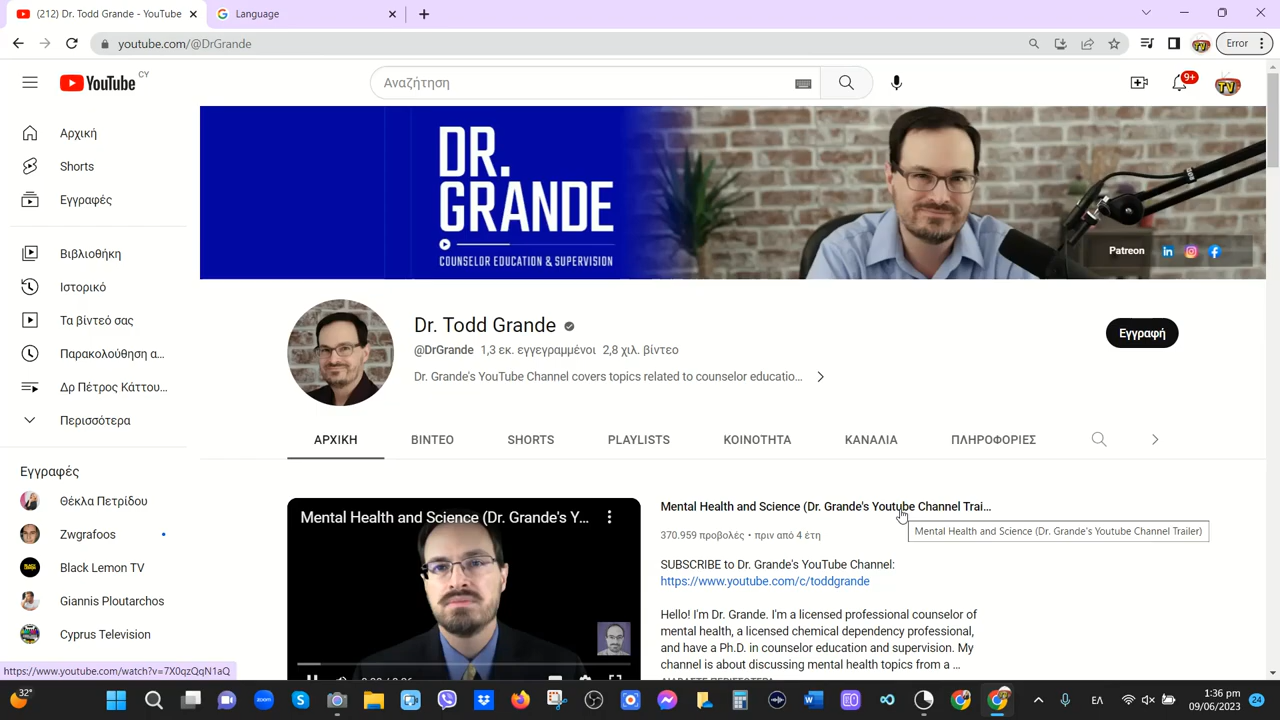 (212) Dr. Todd Grande - YouTube
Language
youtube.com/@DrGrande
Error
YouTube CY
Αναζήτηση
9+
Αρχική
Shorts
Εγγραφές
Βιβλιοθήκη
Ιστορικό
Τα βίντεό σας
Παρακολούθηση α...
Δρ Πέτρος Κάττου...
Περισσότερα
Εγγραφές
Θέκλα Πετρίδου
Zwgrafoos
Black Lemon TV
Giannis Ploutarchos
Cyprus Television
https://www.youtube.com/watch?v=7X0qzQqN1aQ
DR.
GRANDE
COUNSELOR EDUCATION & SUPERVISION
Patreon
Dr. Todd Grande
@DrGrande 1,3 εκ. εγγεγραμμένοι 2,8 χιλ. βίντεο
Dr. Grande's YouTube Channel covers topics related to counselor educatio...
Εγγραφή
ΑΡΧΙΚΗ ΒΙΝΤΕΟ SHORTS PLAYLISTS ΚΟΙΝΟΤΗΤΑ ΚΑΝΑΛΙΑ ΠΛΗΡΟΦΟΡΙΕΣ
Mental Health and Science (Dr. Grande's Y...
Mental Health and Science (Dr. Grande's Youtube Channel Trai...
370.959 προβολές • πριν από 4 έτη
Mental Health and Science (Dr. Grande's Youtube Channel Trailer)
SUBSCRIBE to Dr. Grande's YouTube Channel:
https://www.youtube.com/c/toddgrande
Hello! I'm Dr. Grande. I'm a licensed professional counselor of
mental health, a licensed chemical dependency professional,
and have a Ph.D. in counselor education and supervision. My
channel is about discussing mental health topics from a ...
32°
ΕΛ
1:36 pm
09/06/2023
24